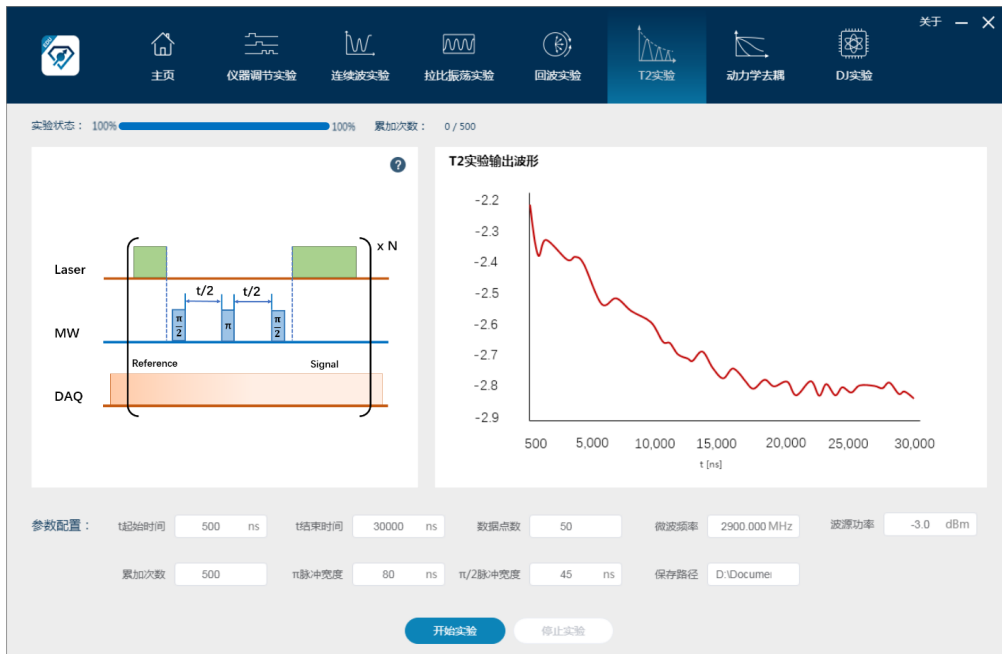 关于
EDU
主页 仪器调节实验 连续波实验 拉比振荡实验 回波实验 T2实验 动力学去耦 DJ实验
实验状态： 100% 100% 累加次数： 0 / 500
?
x N
Laser
t/2 t/2
MW
π/2 π π/2
Reference Signal
DAQ
T2实验输出波形
-2.2
-2.3
-2.4
-2.5
-2.6
-2.7
-2.8
-2.9
500 5,000 10,000 15,000 20,000 25,000 30,000
t [ns]
参数配置： t起始时间 500 ns t结束时间 30000 ns 数据点数 50 微波频率 2900.000 MHz 波源功率 -3.0 dBm
累加次数 500 π脉冲宽度 80 ns π/2脉冲宽度 45 ns 保存路径 D:\Documei
开始实验 停止实验